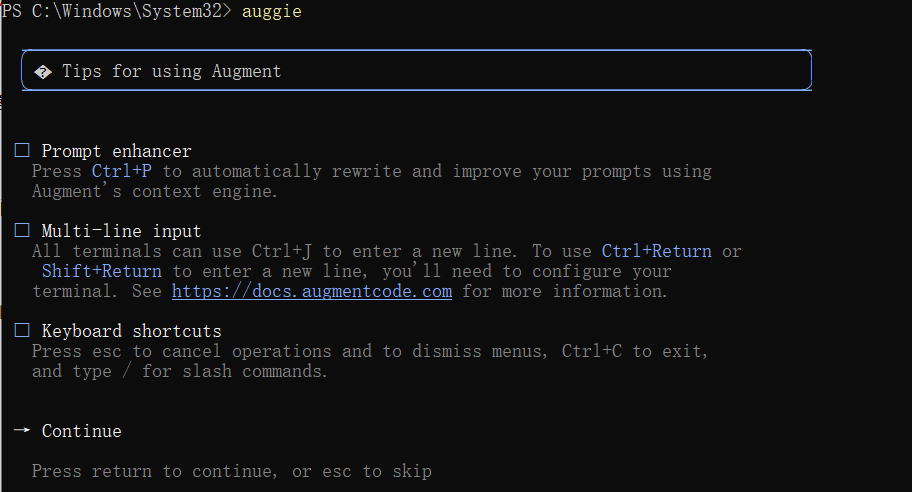 PS C:\Windows\System32> auggie
� Tips for using Augment
□ Prompt enhancer
Press Ctrl+P to automatically rewrite and improve your prompts using
Augment's context engine.
□ Multi-line input
All terminals can use Ctrl+J to enter a new line. To use Ctrl+Return or
Shift+Return to enter a new line, you'll need to configure your
terminal. See https://docs.augmentcode.com for more information.
□ Keyboard shortcuts
Press esc to cancel operations and to dismiss menus, Ctrl+C to exit,
and type / for slash commands.
→ Continue
Press return to continue, or esc to skip